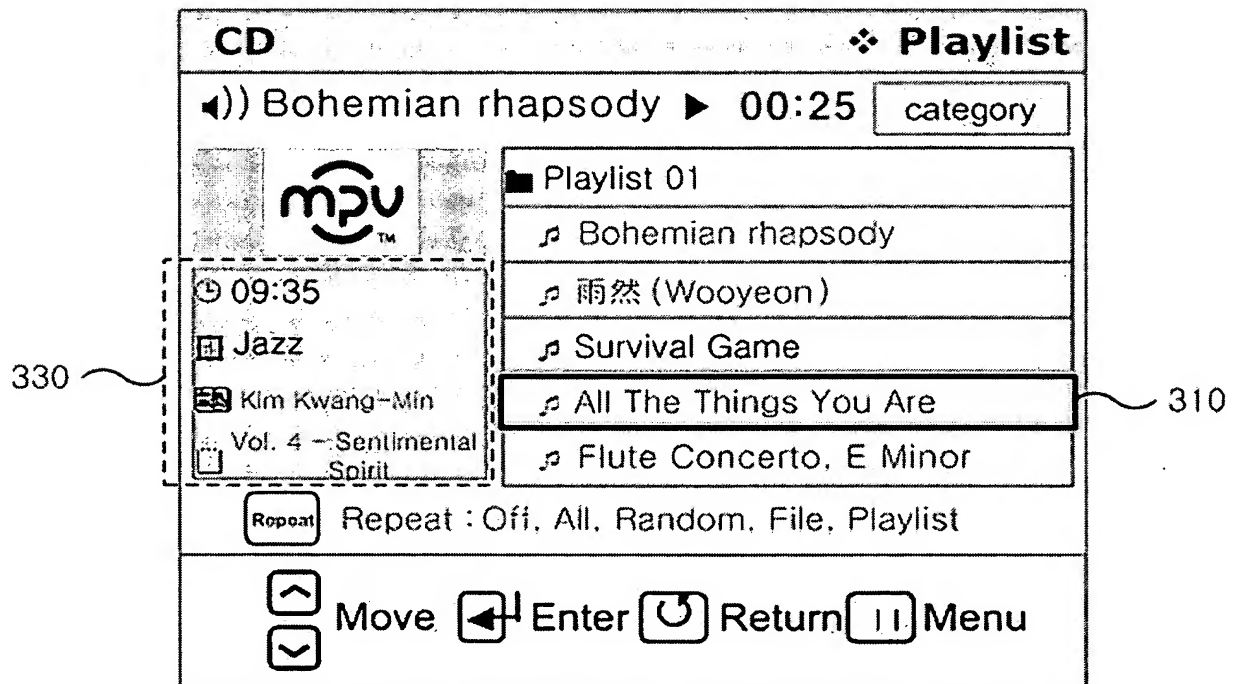 CD ❖ Playlist
Bohemian rhapsody ▶ 00:25 category
mpv TM
Playlist 01
Bohemian rhapsody
雨然 (Wooyeon)
Survival Game
All The Things You Are
Flute Concerto, E Minor
09:35
Jazz
Kim Kwang-Min
Vol. 4 - Sentimental
Spirit
330
310
Repeat Repeat : Off, All, Random, File, Playlist
Move Enter Return Menu